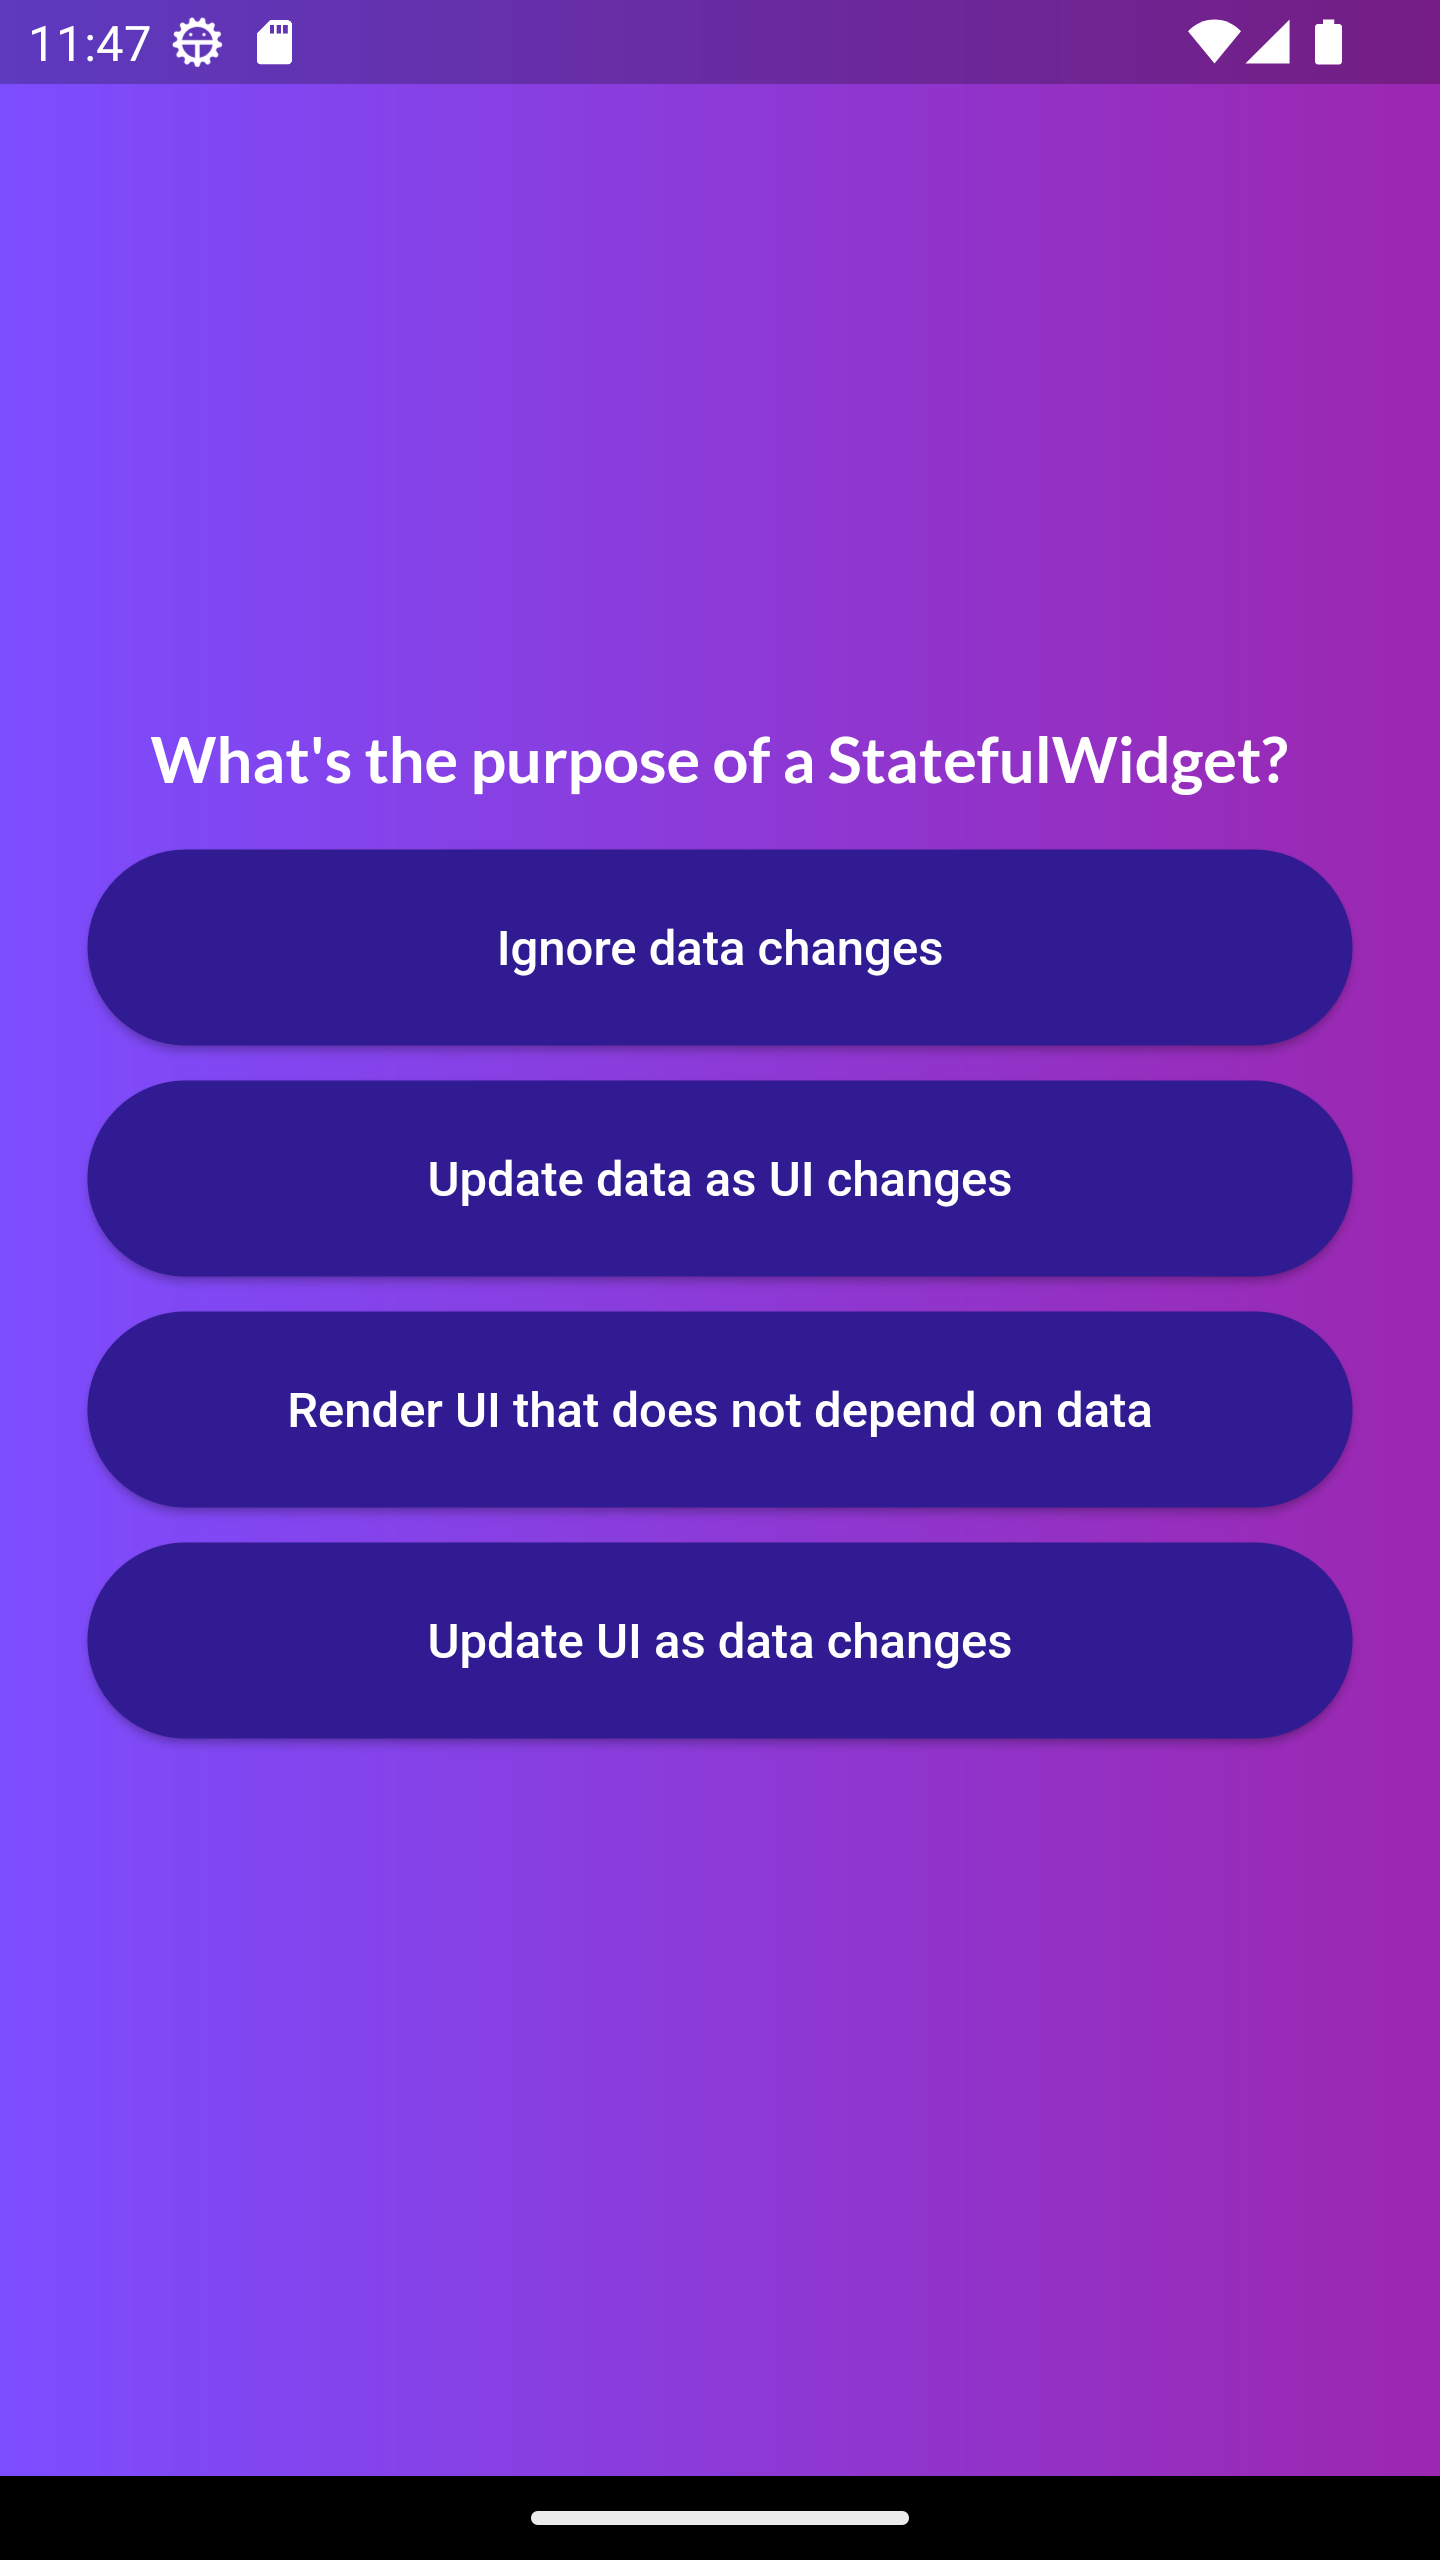 11:47
What's the purpose of a StatefulWidget?
Ignore data changes
Update data as UI changes
Render UI that does not depend on data
Update UI as data changes